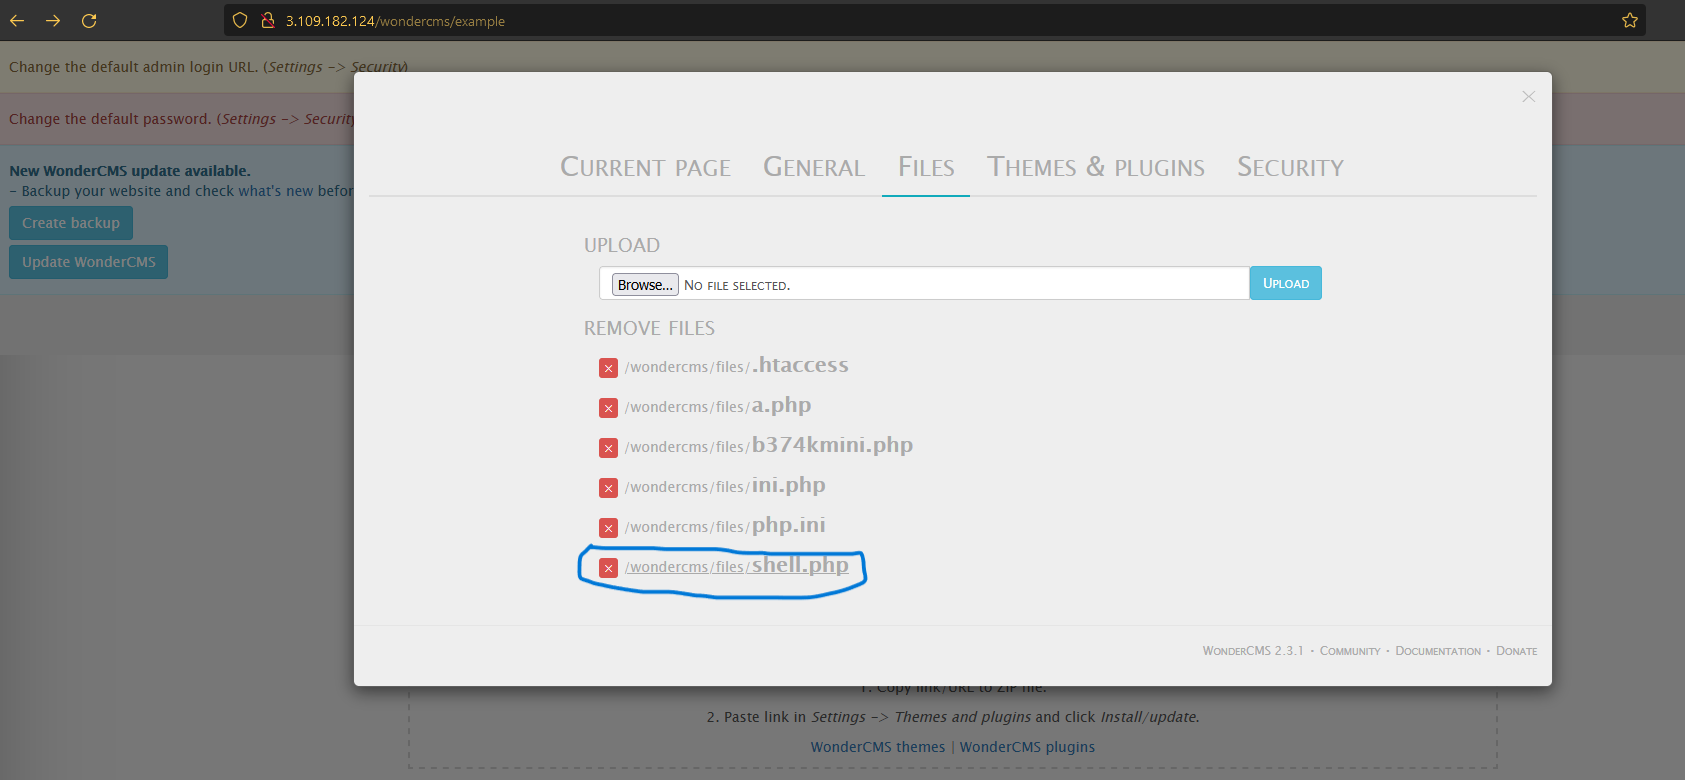 3.109.182.124/wondercms/example
Change the default admin login URL. (Settings -> Security)
Change the default password. (Settings -> Security
New WonderCMS update available.
- Backup your website and check what's new befor
Create backup
Update WonderCMS
×
Current page General Files Themes & plugins Security
UPLOAD
Browse... No file selected. Upload
REMOVE FILES
× /wondercms/files/.htaccess
× /wondercms/files/a.php
× /wondercms/files/b374kmini.php
× /wondercms/files/ini.php
× /wondercms/files/php.ini
× /wondercms/files/shell.php
WonderCMS 2.3.1 • Community • Documentation • Donate
1. Copy link/URL to ZIP file.
2. Paste link in Settings -> Themes and plugins and click Install/update.
WonderCMS themes | WonderCMS plugins